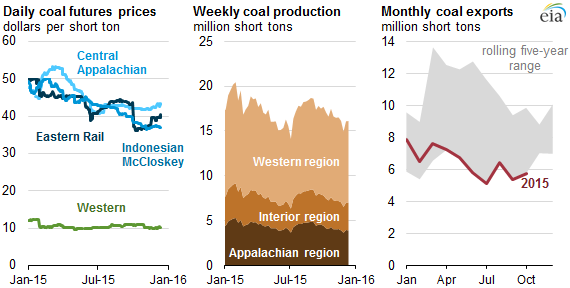 Daily coal futures prices
dollars per short ton
60
50
40
30
20
10
0
Central
Appalachian
Eastern Rail
Indonesian
McCloskey
Western
Jan-15
Jul-15
Jan-16
Weekly coal production
million short tons
25
20
15
10
5
0
Western region
Interior region
Appalachian region
Jan-15
Jul-15
Jan-16
Monthly coal exports
million short tons
eia
14
12
10
8
6
4
2
0
rolling five-year
range
2015
Jan
Apr
Jul
Oct